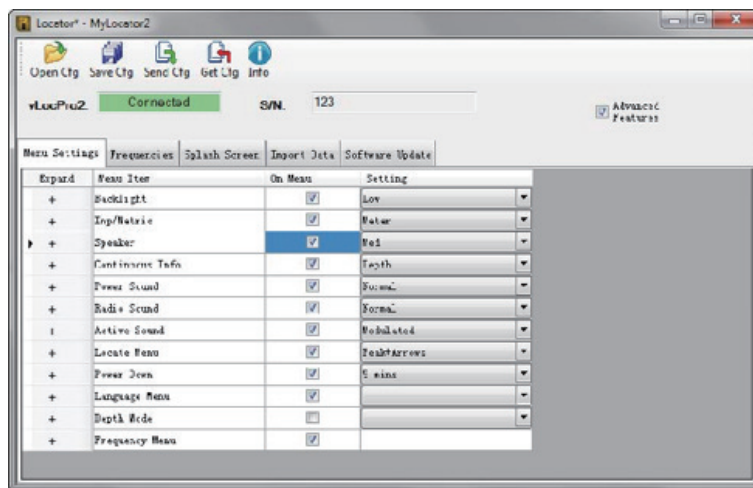 Locator* - MyLocator2
Open Cfg Save Cfg Send Cfg Get Cfg Info
vLocPro2. Connected S/N. 123
Advanced Features
Menu Settings Frequencies Splash Screen Import Data Software Update
Expand Menu Item On Menu Setting
+ Backlight Low
+ Imp/Metric Meter
+ Speaker Med
+ Continuous Info Depth
+ Power Sound Normal
+ Radio Sound Normal
+ Active Sound Modulated
+ Locate Menu Peak+Arrows
+ Power Down 5 mins
+ Language Menu
+ Depth Mode
+ Frequency Menu